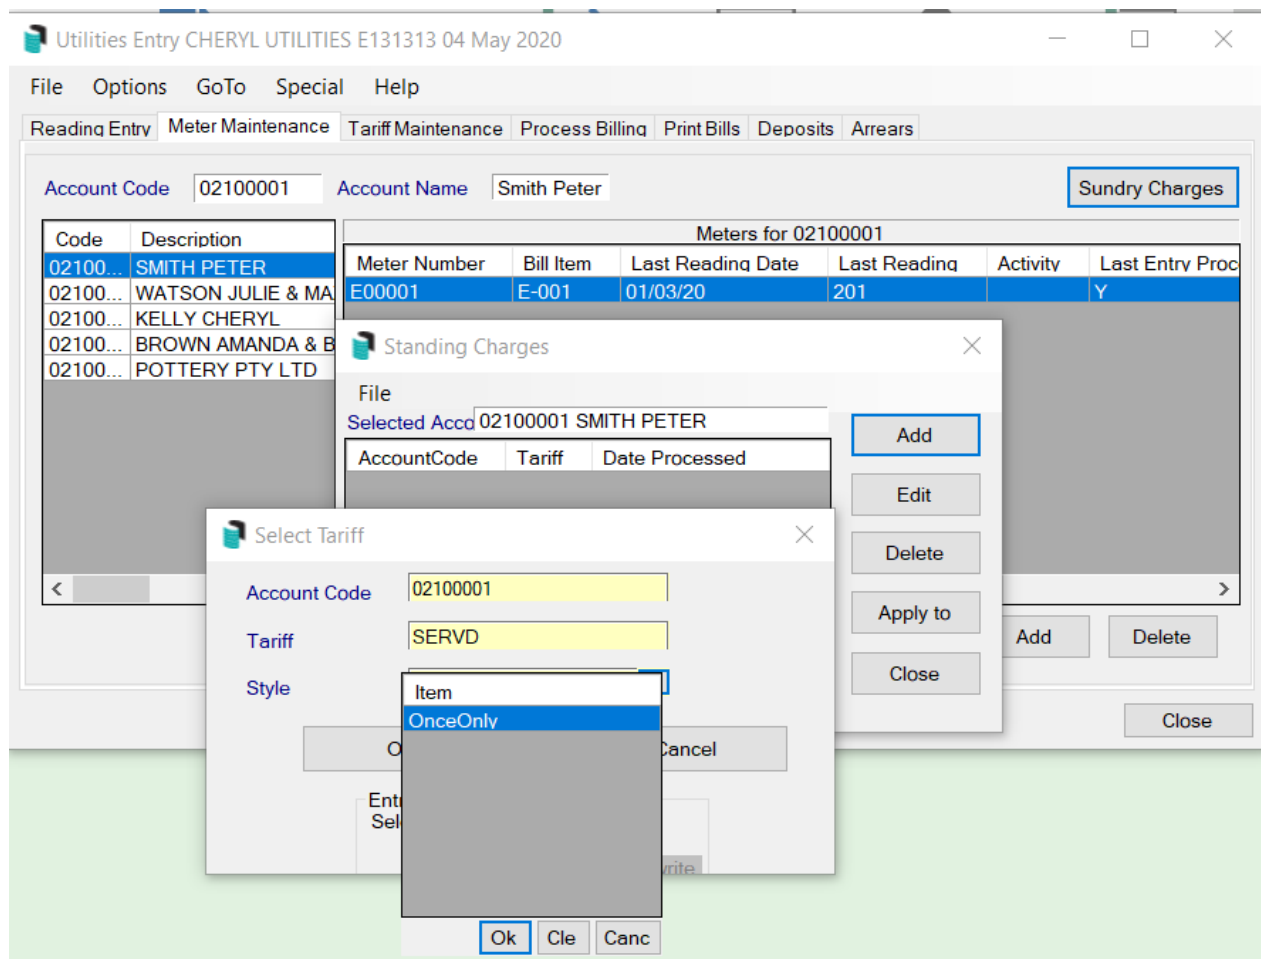 Utilities Entry CHERYL UTILITIES E131313 04 May 2020
File Options GoTo Special Help
Reading Entry Meter Maintenance Tariff Maintenance Process Billing Print Bills Deposits Arrears
Account Code 02100001 Account Name Smith Peter Sundry Charges
Code Description
02100... SMITH PETER
02100... WATSON JULIE & MA
02100... KELLY CHERYL
02100... BROWN AMANDA & B
02100... POTTERY PTY LTD
Meters for 02100001
Meter Number Bill Item Last Reading Date Last Reading Activity Last Entry Proc
E00001 E-001 01/03/20 201 Y
Standing Charges
File
Selected Acco 02100001 SMITH PETER
AccountCode Tariff Date Processed
Add
Edit
Delete
Apply to
Close
Select Tariff
Account Code 02100001
Tariff SERVD
Style
Item
OnceOnly
O Cancel
Entr
Sel
write
Ok Cle Canc
Add Delete
Close